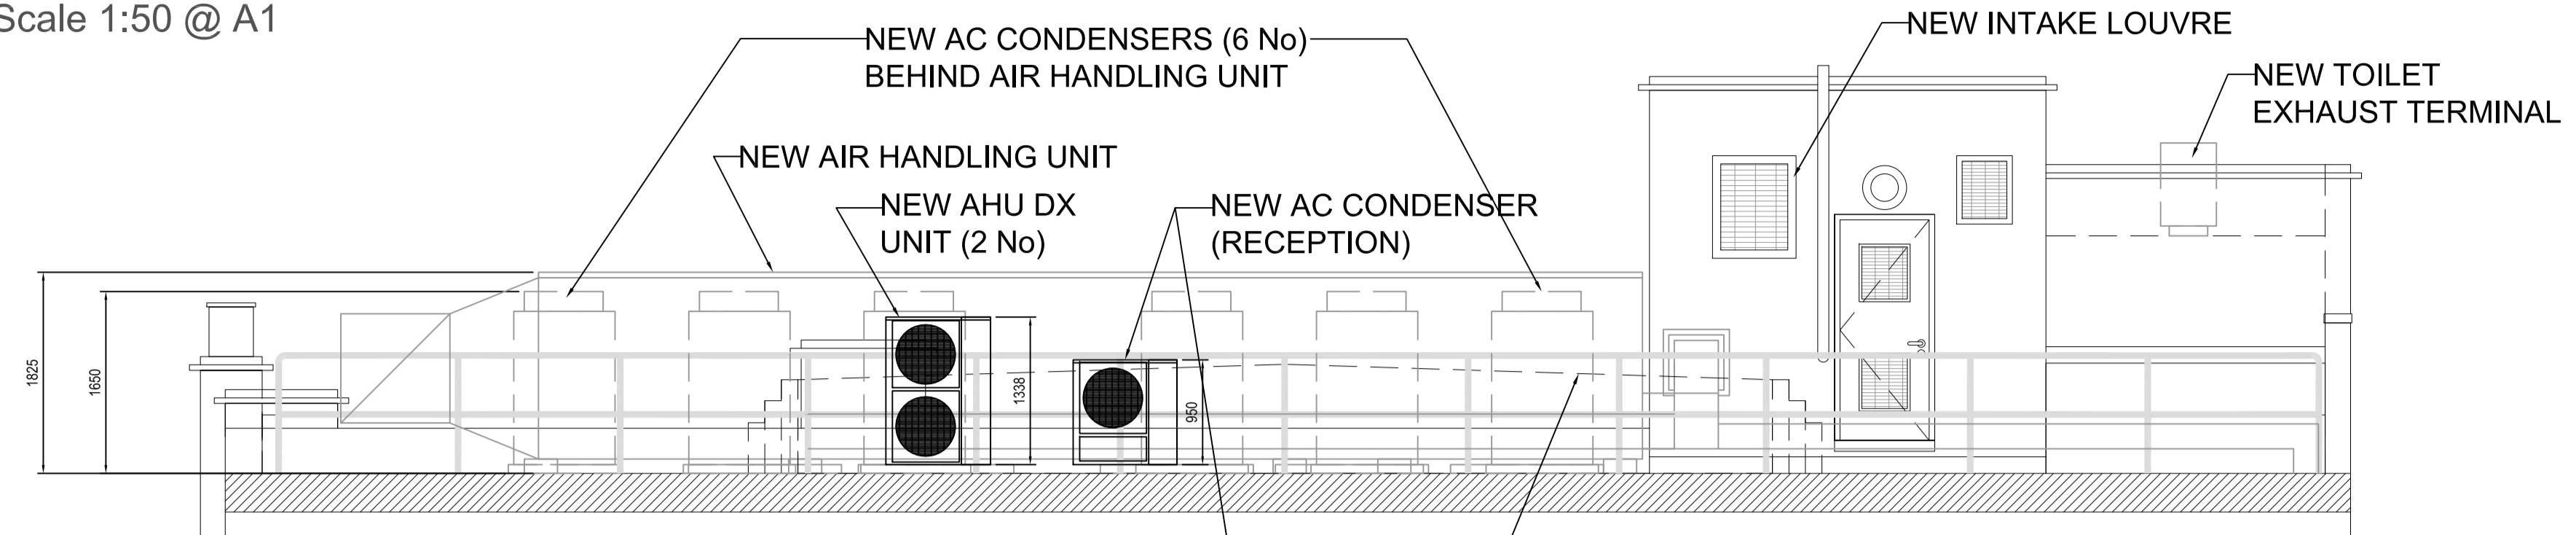 Scale 1:50 @ A1
NEW AC CONDENSERS (6 No)
BEHIND AIR HANDLING UNIT
NEW INTAKE LOUVRE
NEW TOILET
EXHAUST TERMINAL
NEW AIR HANDLING UNIT
NEW AHU DX
UNIT (2 No)
NEW AC CONDENSER
(RECEPTION)
1825
1650
1338
950